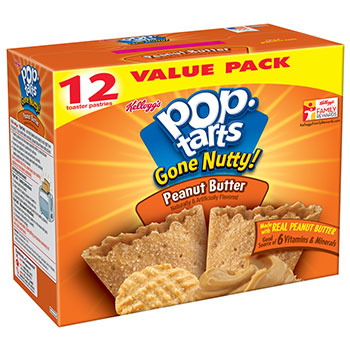 12 VALUE PACK
toaster pastries
Kellogg's
POP.
tarts
Gone Nutty!
Peanut Butter
Naturally & Artificially Flavored
Kellogg's
FAMILY
REWARDS
Made with REAL PEANUT BUTTER
Good Source of 6 Vitamins & Minerals